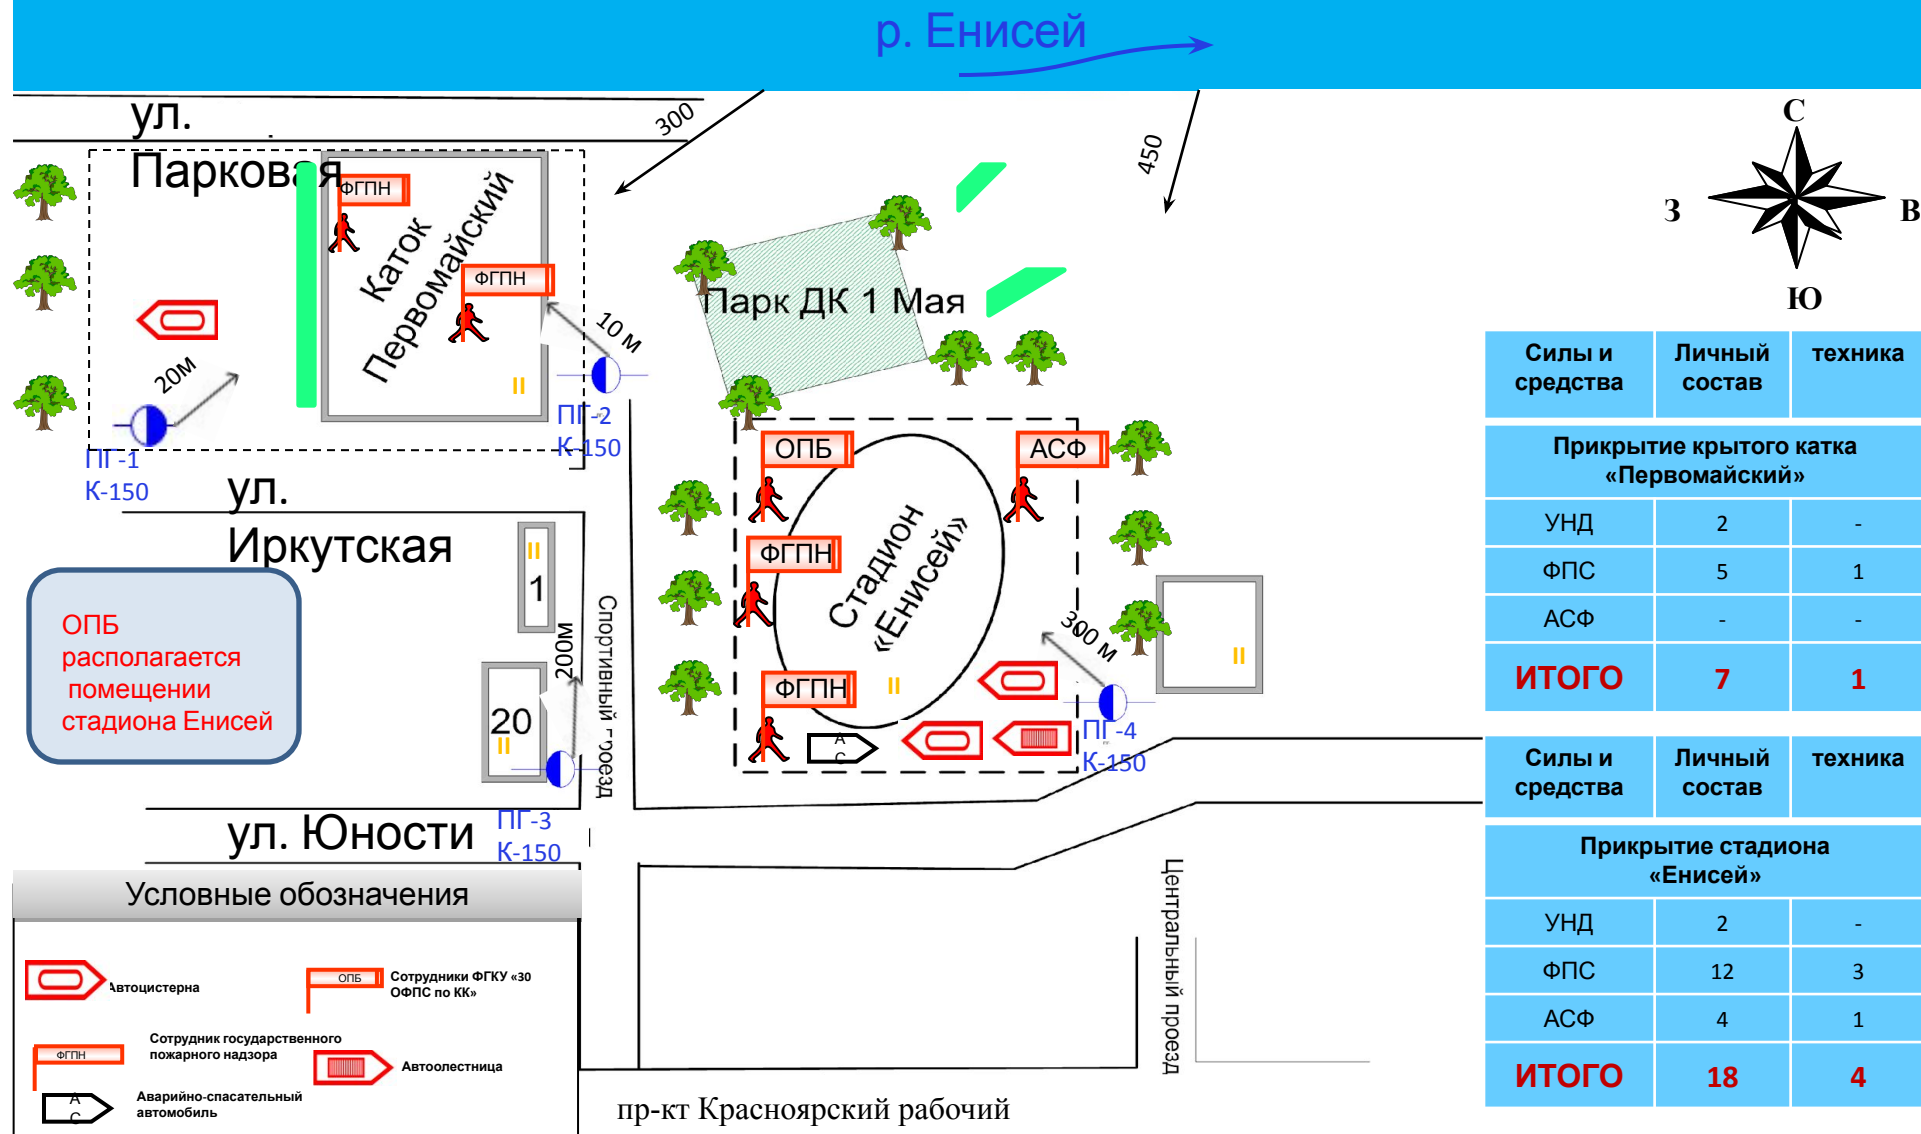 р. Енисей
ул.
Парковая
300
450
С
З
В
Ю
ФГПН
Каток
Первомайский
ФГПН
10 м
20м
II
ПГ-1
К-150
ПГ-2
К-150
Парк ДК 1 Мая
ул.
Иркутская
II
1
200м
20
II
Спортивный проезд
ОПБ
АСФ
ФГПН
Стадион
«Енисей»
ФГПН
II
300 м
II
А
С
ПГ-4
К-150
ОПБ
располагается
помещении
стадиона Енисей
ул. Юности
ПГ-3
К-150
Центральный проезд
пр-кт Красноярский рабочий
Условные обозначения
Автоцистерна
ОПБ
Сотрудники ФГКУ «30
ОФПС по КК»
ФГПН
Сотрудник государственного
пожарного надзора
Автоолестница
А
С
Аварийно-спасательный
автомобиль
Силы и средства Личный состав техника
Прикрытие крытого катка
«Первомайский»
УНД 2 -
ФПС 5 1
АСФ - -
ИТОГО 7 1
Силы и средства Личный состав техника
Прикрытие стадиона
«Енисей»
УНД 2 -
ФПС 12 3
АСФ 4 1
ИТОГО 18 4